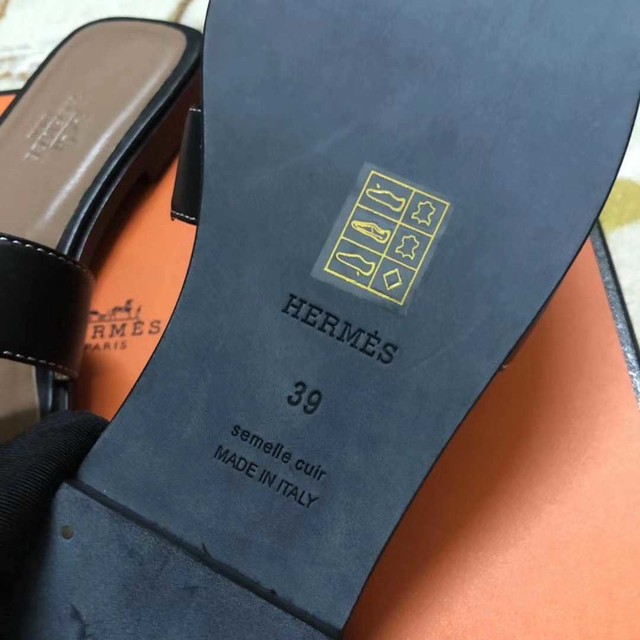 HERMÈS
PARIS
HERMÈS
39
semelle cuir
MADE IN ITALY